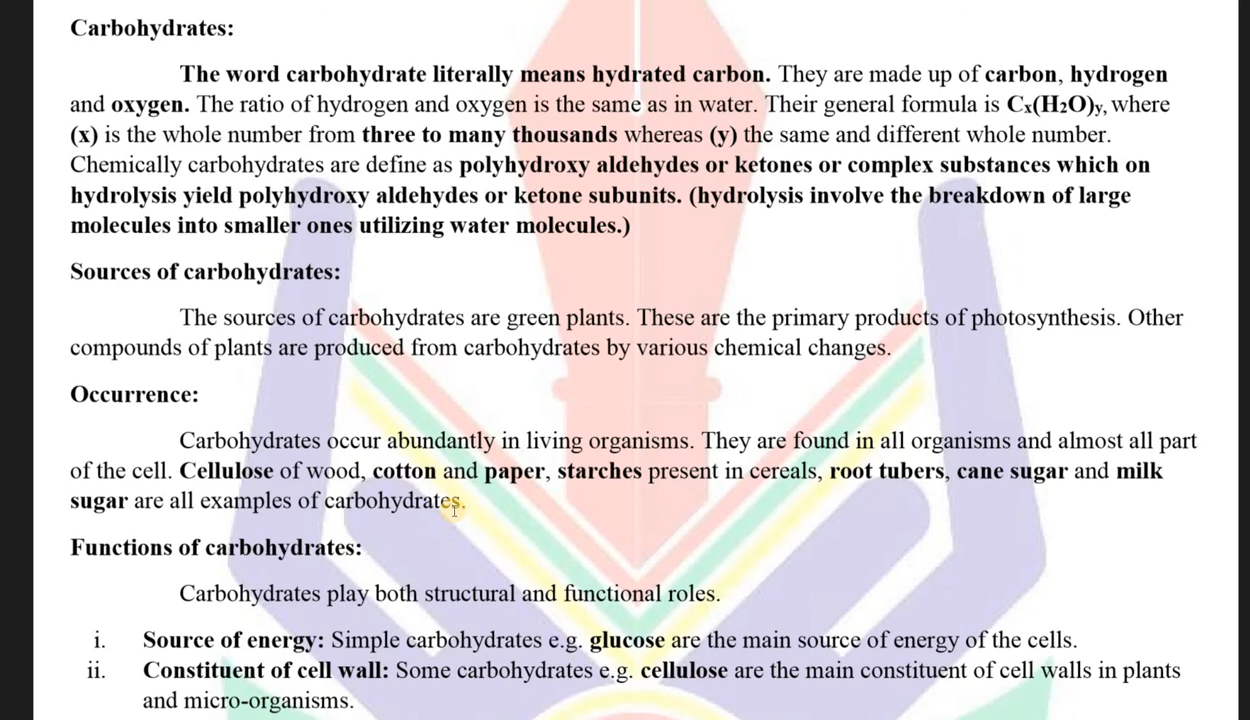 Carbohydrates:
The word carbohydrate literally means hydrated carbon. They are made up of carbon, hydrogen
and oxygen. The ratio of hydrogen and oxygen is the same as in water. Their general formula is Cₓ(H₂O)ᵧ, where
(x) is the whole number from three to many thousands whereas (y) the same and different whole number.
Chemically carbohydrates are define as polyhydroxy aldehydes or ketones or complex substances which on
hydrolysis yield polyhydroxy aldehydes or ketone subunits. (hydrolysis involve the breakdown of large
molecules into smaller ones utilizing water molecules.)
Sources of carbohydrates:
The sources of carbohydrates are green plants. These are the primary products of photosynthesis. Other
compounds of plants are produced from carbohydrates by various chemical changes.
Occurrence:
Carbohydrates occur abundantly in living organisms. They are found in all organisms and almost all part
of the cell. Cellulose of wood, cotton and paper, starches present in cereals, root tubers, cane sugar and milk
sugar are all examples of carbohydrates.
Functions of carbohydrates:
Carbohydrates play both structural and functional roles.
i. Source of energy: Simple carbohydrates e.g. glucose are the main source of energy of the cells.
ii. Constituent of cell wall: Some carbohydrates e.g. cellulose are the main constituent of cell walls in plants
and micro-organisms.